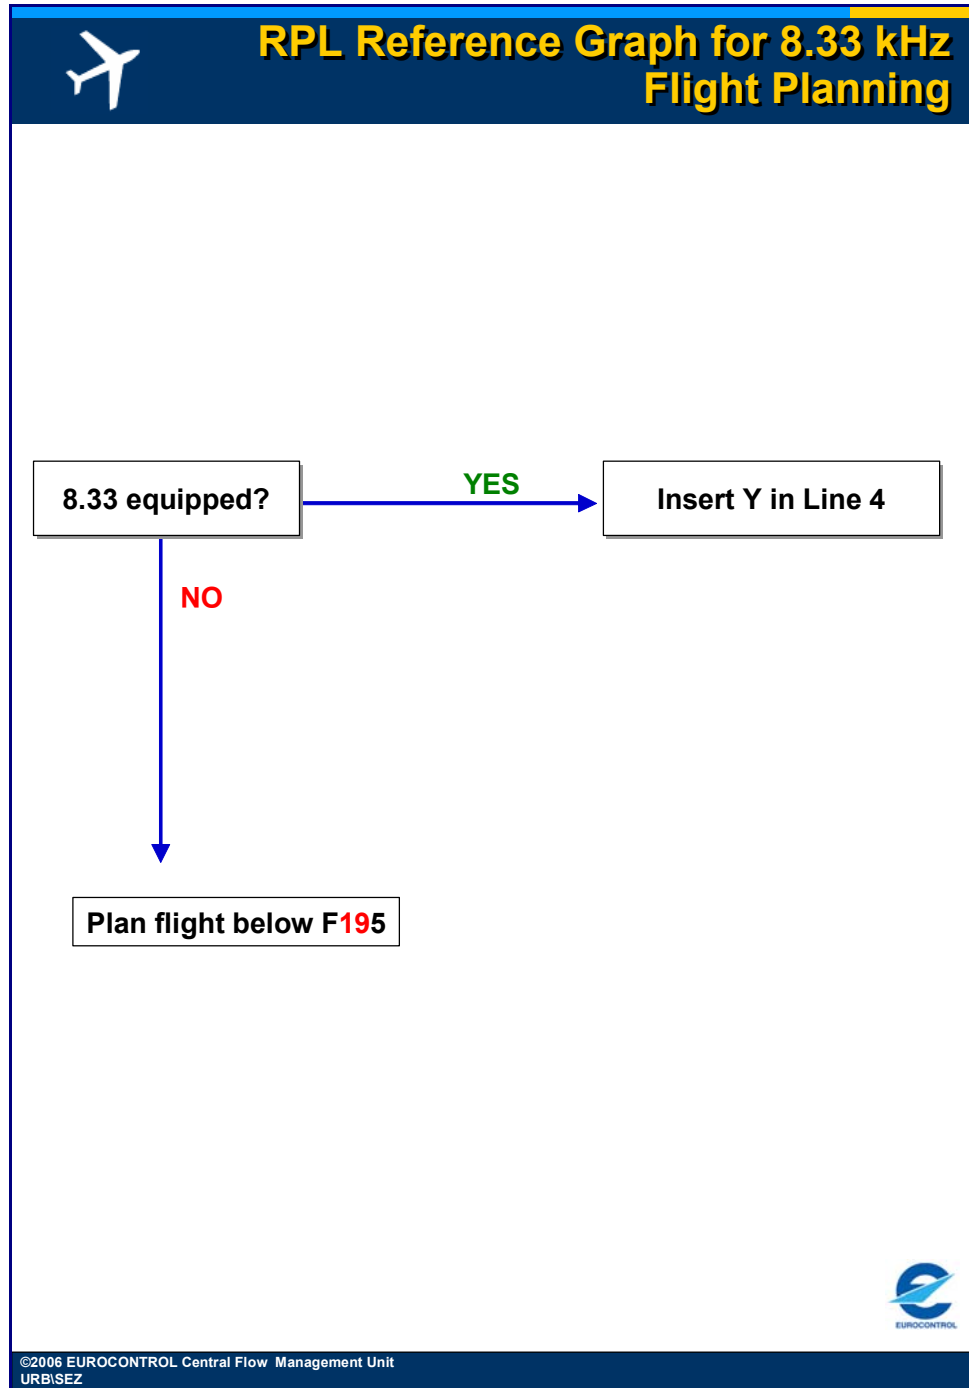 RPL Reference Graph for 8.33 kHz
Flight Planning
8.33 equipped?
YES
Insert Y in Line 4
NO
Plan flight below F195
EUROCONTROL
©2006 EUROCONTROL Central Flow Management Unit
URB\SEZ